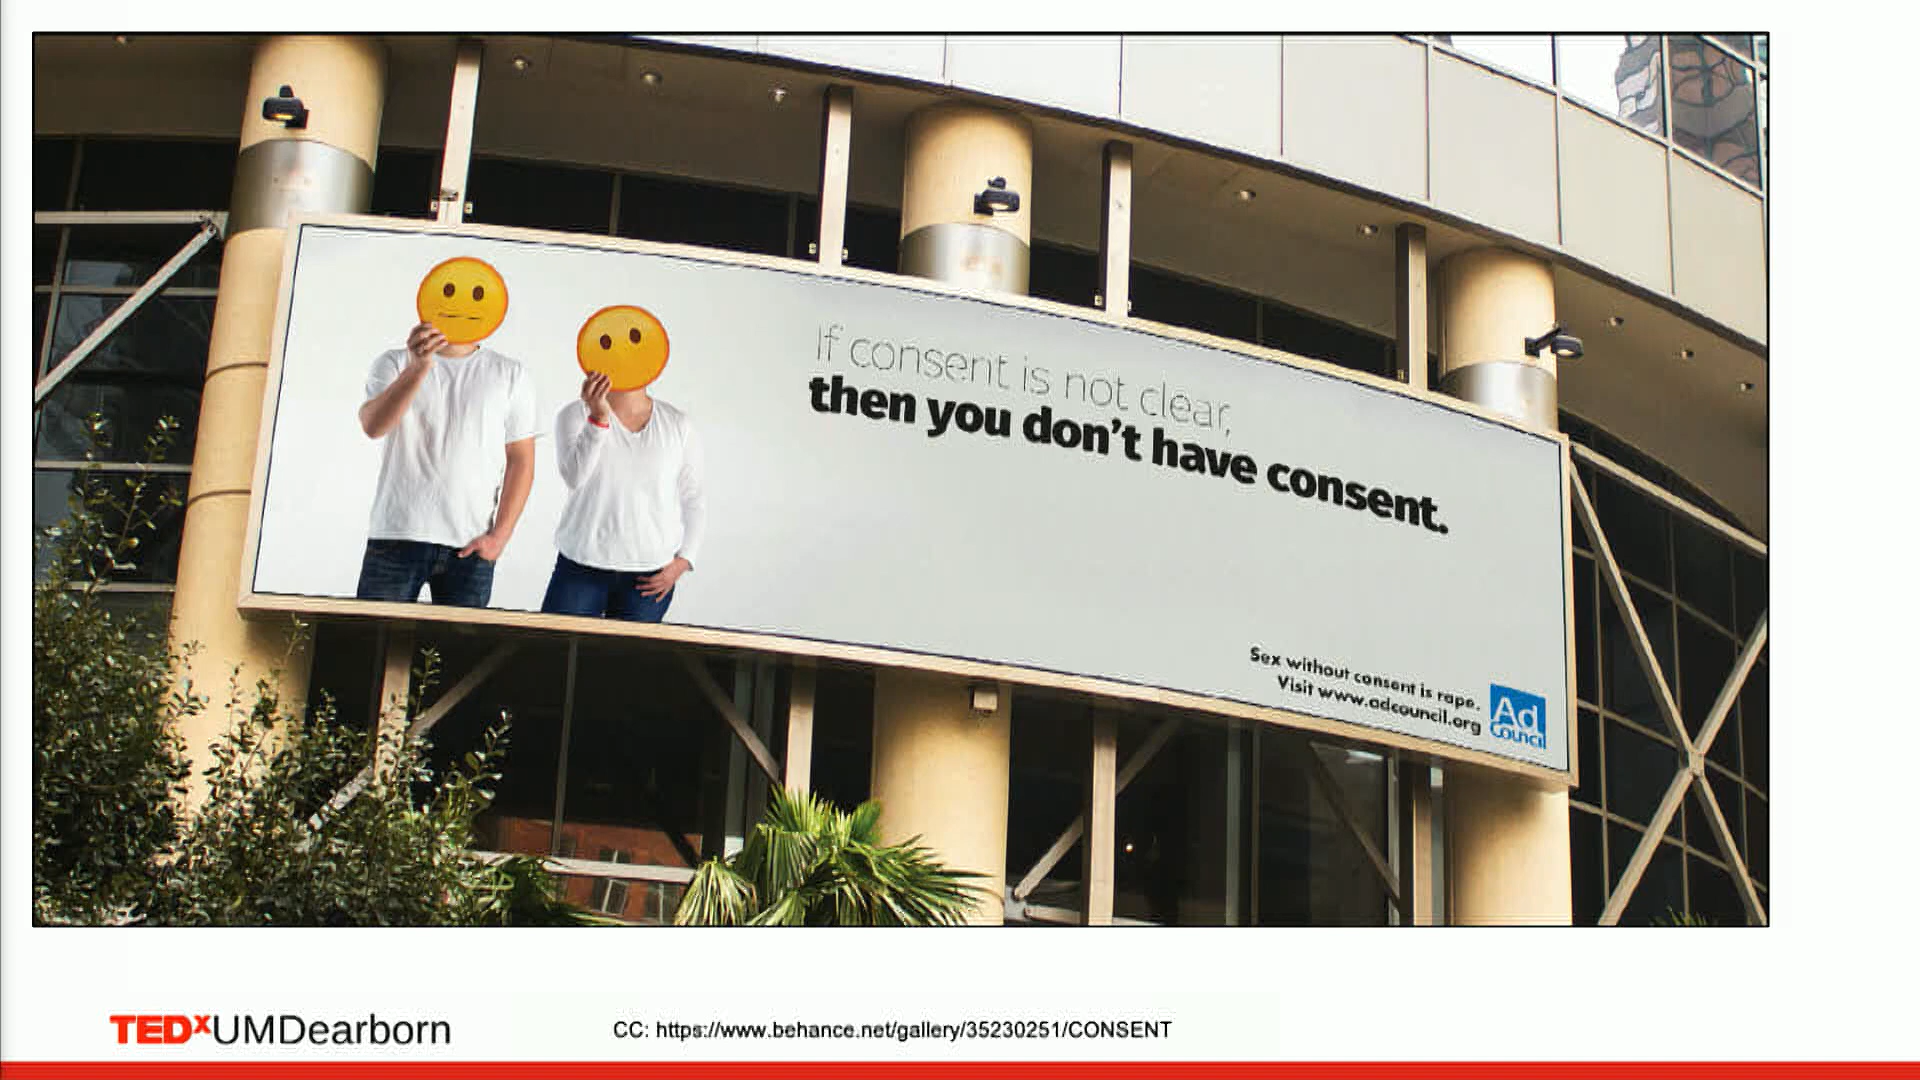 If consent is not clear,
then you don't have consent.
Sex without consent is rape.
Visit www.adcouncil.org
Ad
Council
TEDxUMDearborn
CC: https://www.behance.net/gallery/35230251/CONSENT